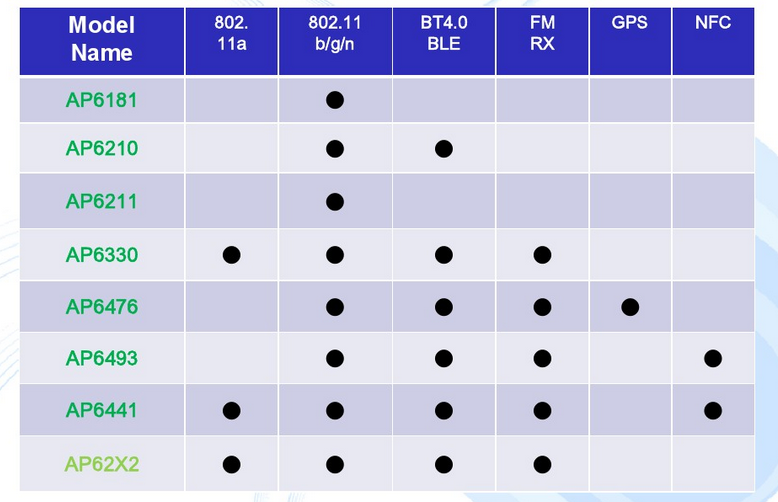 Model Name 802.11a 802.11 b/g/n BT4.0 BLE FM RX GPS NFC
AP6181 ●
AP6210 ● ●
AP6211 ●
AP6330 ● ● ● ●
AP6476 ● ● ● ●
AP6493 ● ● ● ●
AP6441 ● ● ● ● ●
AP62X2 ● ● ● ●